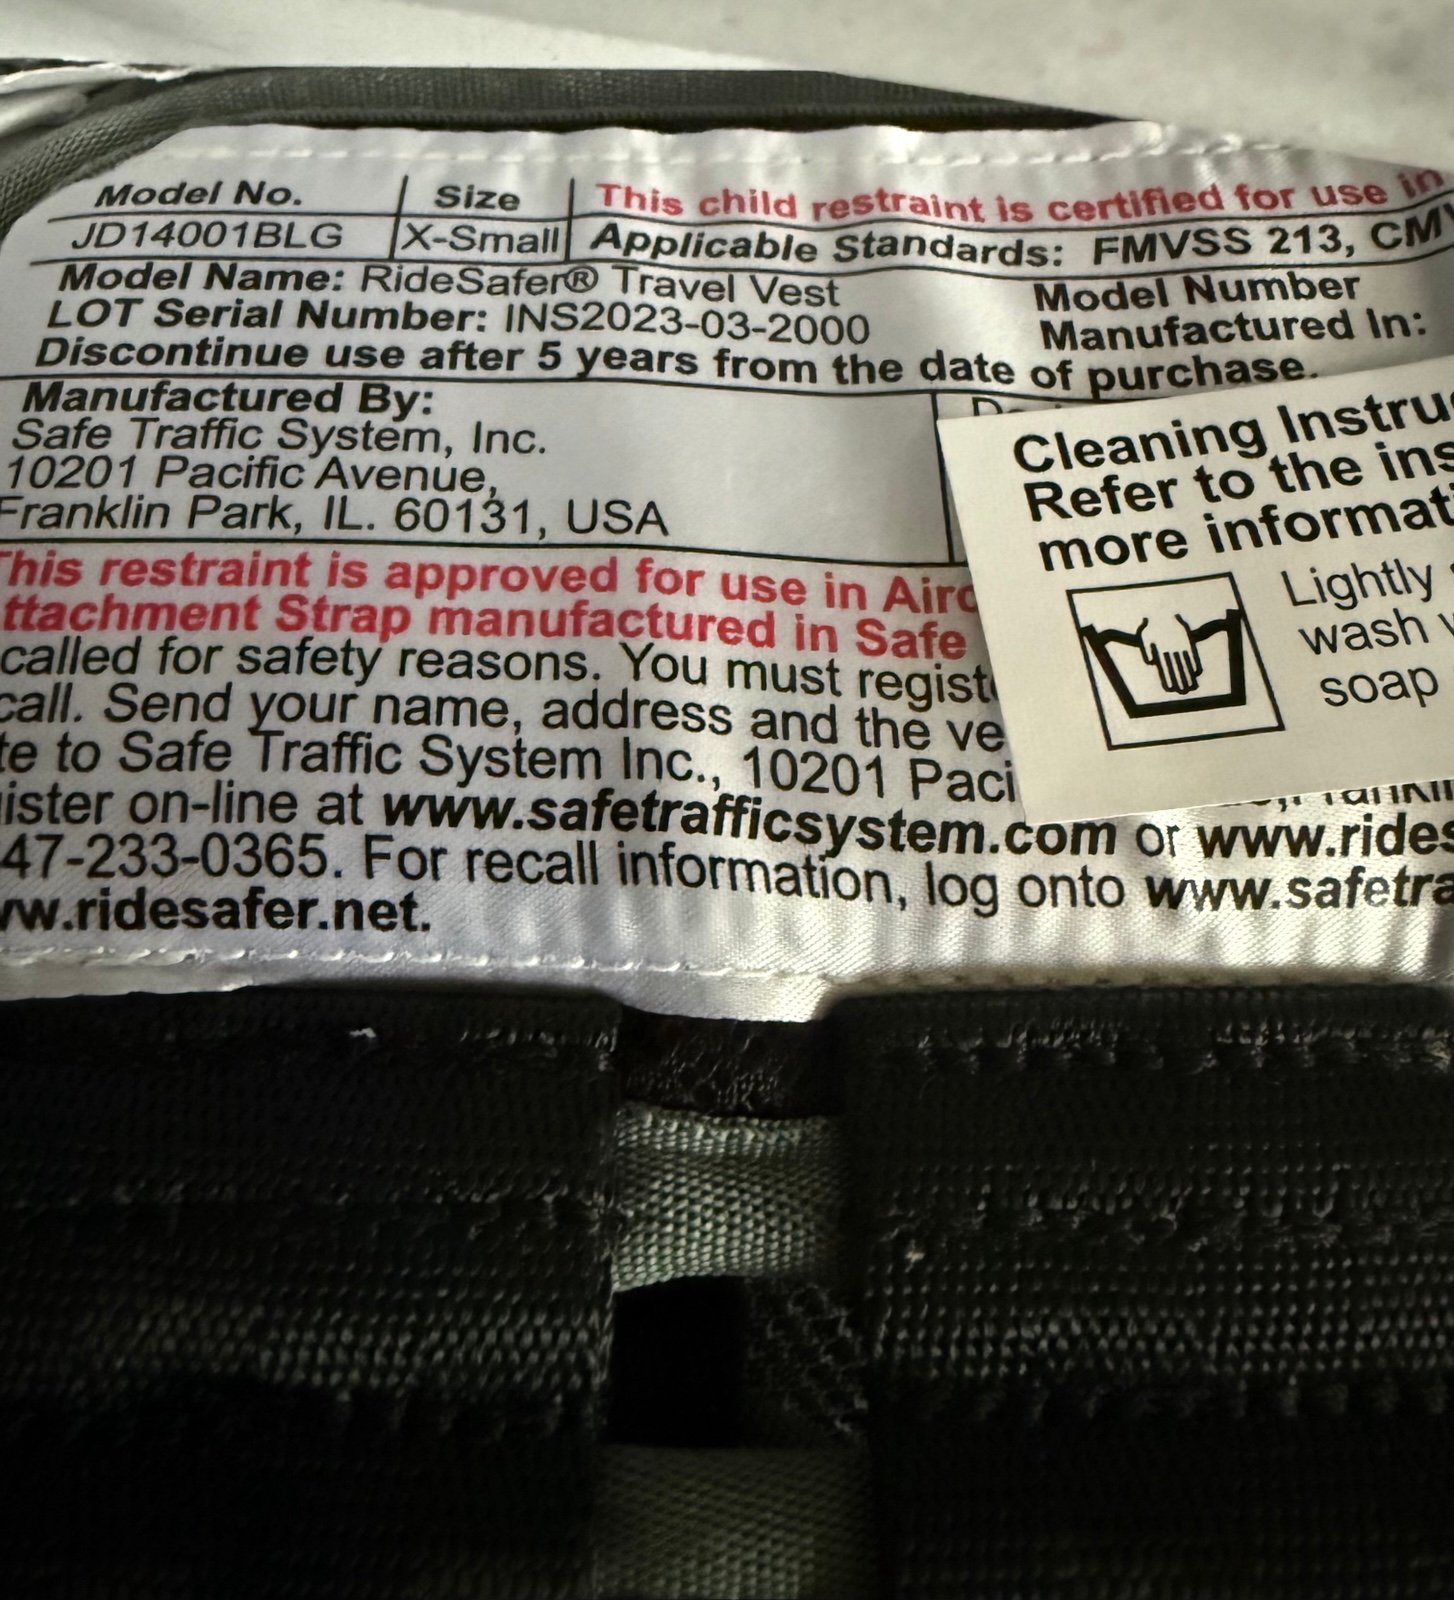 Model No. Size This child restraint is certified for use in
JD14001BLG X-Small Applicable Standards: FMVSS 213,
Model Name: RideSafer® Travel Vest Model Number
LOT Serial Number: INS2023-03-2000 Manufactured In:
Discontinue use after 5 years from the date of purchase.
Manufactured By:
Safe Traffic System, Inc.
10201 Pacific Avenue,
Franklin Park, IL. 60131, USA
This restraint is approved for use in
ttachment Strap manufactured in Safe
called for safety reasons. You must
call. Send your name, address and the
te to Safe Traffic System Inc., 10201 Paci
ister on-line at www.safetrafficsystem.com or www.rides
47-233-0365. For recall information, log onto www.safetra
ww.ridesafer.net.
Cleaning Instru
Refer to the ins
more informati
Lightly
wash
soap